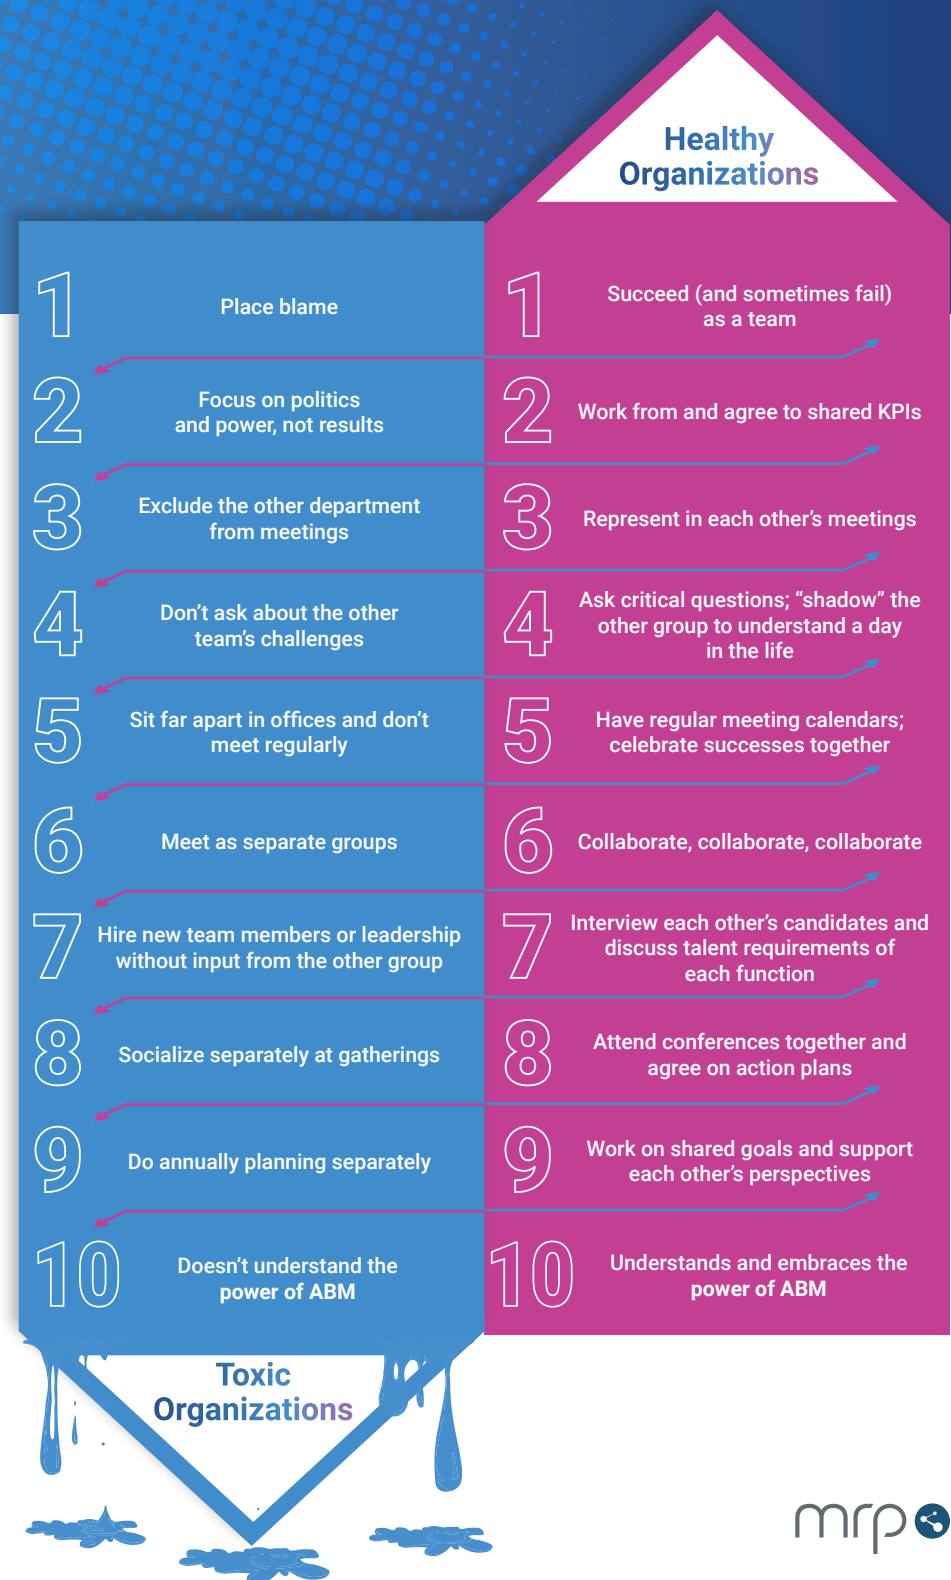 Healthy
Organizations
1
Place blame
1
Succeed (and sometimes fail)
as a team
2
Focus on politics
and power, not results
2
Work from and agree to shared KPIs
3
Exclude the other department
from meetings
3
Represent in each other's meetings
4
Don't ask about the other
team's challenges
4
Ask critical questions; “shadow” the
other group to understand a day
in the life
5
Sit far apart in offices and don't
meet regularly
5
Have regular meeting calendars;
celebrate successes together
6
Meet as separate groups
6
Collaborate, collaborate, collaborate
7
Hire new team members or leadership
without input from the other group
7
Interview each other's candidates and
discuss talent requirements of
each function
8
Socialize separately at gatherings
8
Attend conferences together and
agree on action plans
9
Do annually planning separately
9
Work on shared goals and support
each other's perspectives
10
Doesn't understand the
power of ABM
10
Understands and embraces the
power of ABM
Toxic
Organizations
mrp